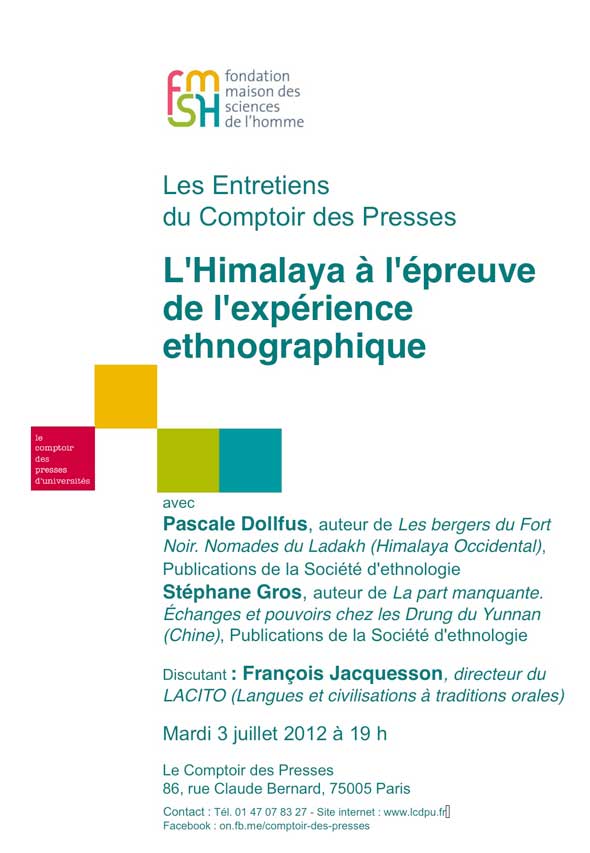 FMSH
fondation
maison des
sciences
de l'homme
Les Entretiens
du Comptoir des Presses
L'Himalaya à l'épreuve
de l'expérience
ethnographique
le
comptoir
des
presses
d'universités
avec
Pascale Dollfus, auteur de Les bergers du Fort
Noir. Nomades du Ladakh (Himalaya Occidental),
Publications de la Société d'ethnologie
Stéphane Gros, auteur de La part manquante.
Échanges et pouvoirs chez les Drung du Yunnan
(Chine), Publications de la Société d'ethnologie
Discutant : François Jacquesson, directeur du
LACITO (Langues et civilisations à traditions orales)
Mardi 3 juillet 2012 à 19 h
Le Comptoir des Presses
86, rue Claude Bernard, 75005 Paris
Contact : Tél. 01 47 07 83 27 - Site internet : www.lcdpu.fr
Facebook : on.fb.me/comptoir-des-presses